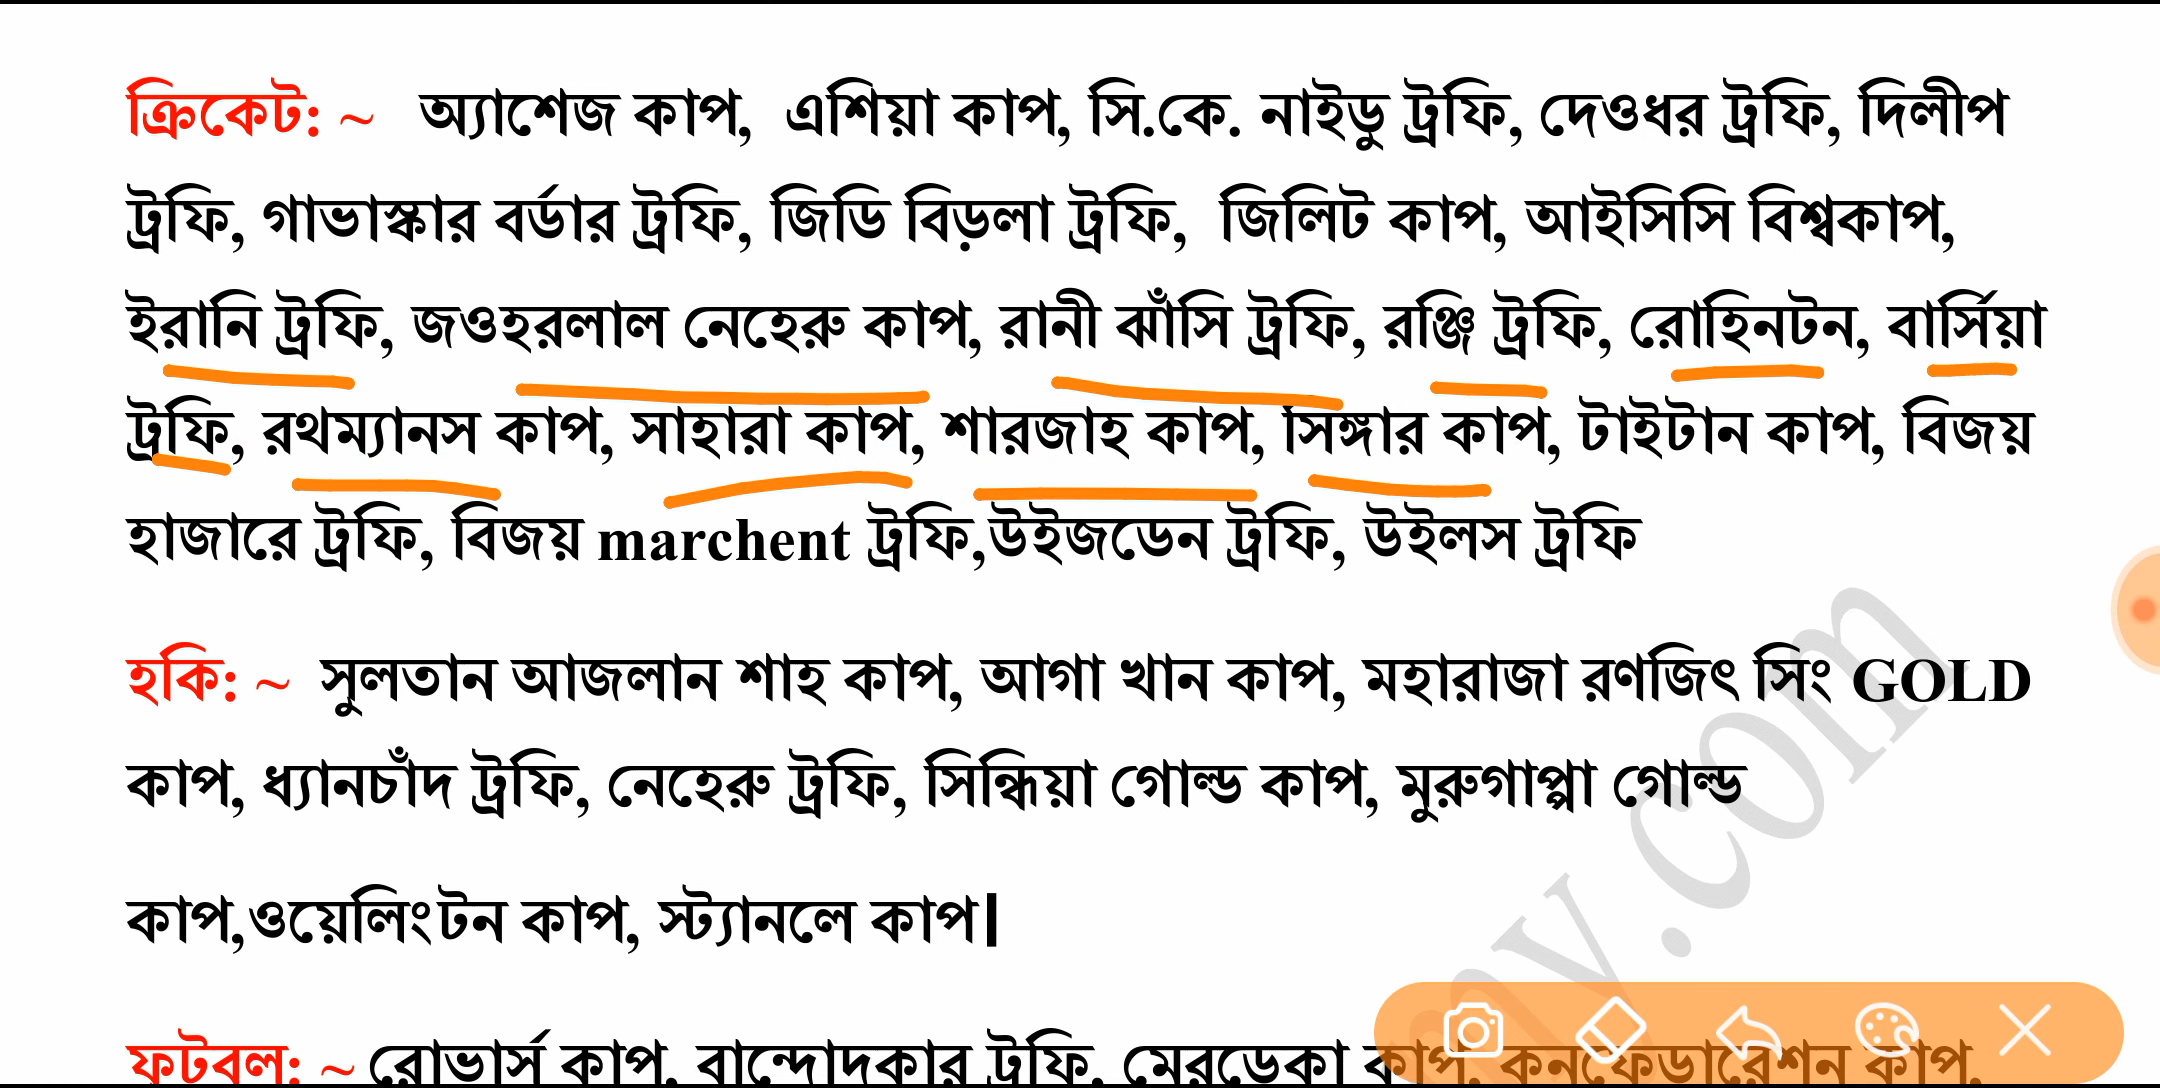 ক্রিকেট: ~ অ্যাশেজ কাপ, এশিয়া কাপ, সি.কে. নাইডু ট্রফি, দেওধর ট্রফি, দিলীপ
ট্রফি, গাভাস্কার বর্ডার ট্রফি, জিডি বিড়লা ট্রফি, জিলিট কাপ, আইসিসি বিশ্বকাপ,
ইরানি ট্রফি, জওহরলাল নেহেরু কাপ, রানী ঝাঁসি ট্রফি, রঞ্জি ট্রফি, রোহিনটন, বার্সিয়া
ট্রফি, রথম্যানস কাপ, সাহারা কাপ, শারজাহ কাপ, সিঙ্গার কাপ, টাইটান কাপ, বিজয়
হাজারে ট্রফি, বিজয় marchent ট্রফি,উইজডেন ট্রফি, উইলস ট্রফি
হকি: ~ সুলতান আজলান শাহ কাপ, আগা খান কাপ, মহারাজা রণজিৎ সিং GOLD
কাপ, ধ্যানচাঁদ ট্রফি, নেহেরু ট্রফি, সিন্ধিয়া গোল্ড কাপ, মুরুগাপ্পা গোল্ড
কাপ,ওয়েলিংটন কাপ, স্ট্যানলে কাপ।
ফুটবল: ~ রোভার্স কাপ, বান্দোদকার ট্রফি, মেরডেকা কাপ, কনফেডারেশন কাপ,
my.com